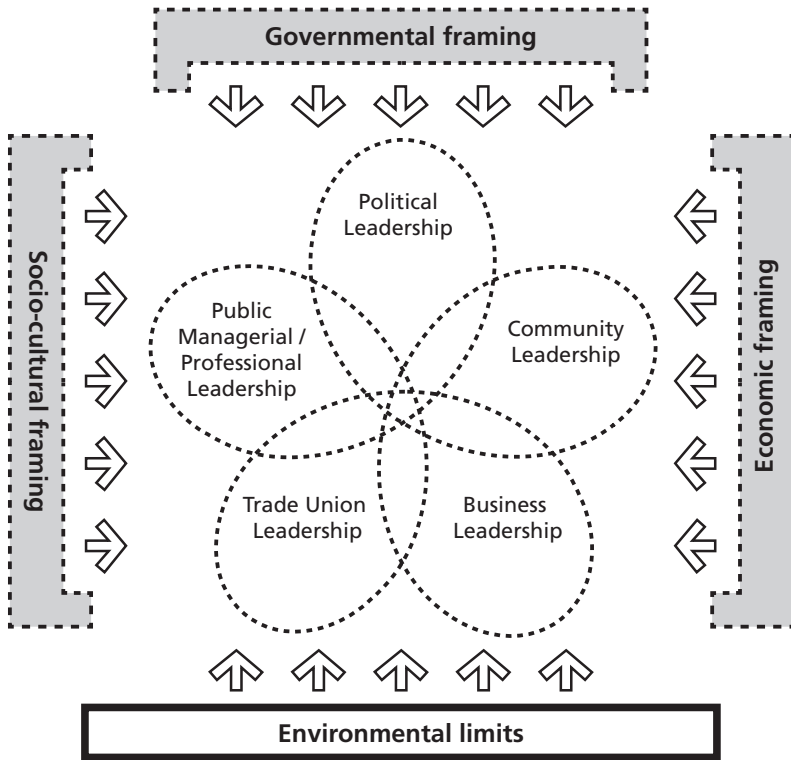 Governmental framing
Socio-cultural framing
Political
Leadership
Public
Managerial /
Professional
Leadership
Community
Leadership
Economic framing
Trade Union
Leadership
Business
Leadership
Environmental limits